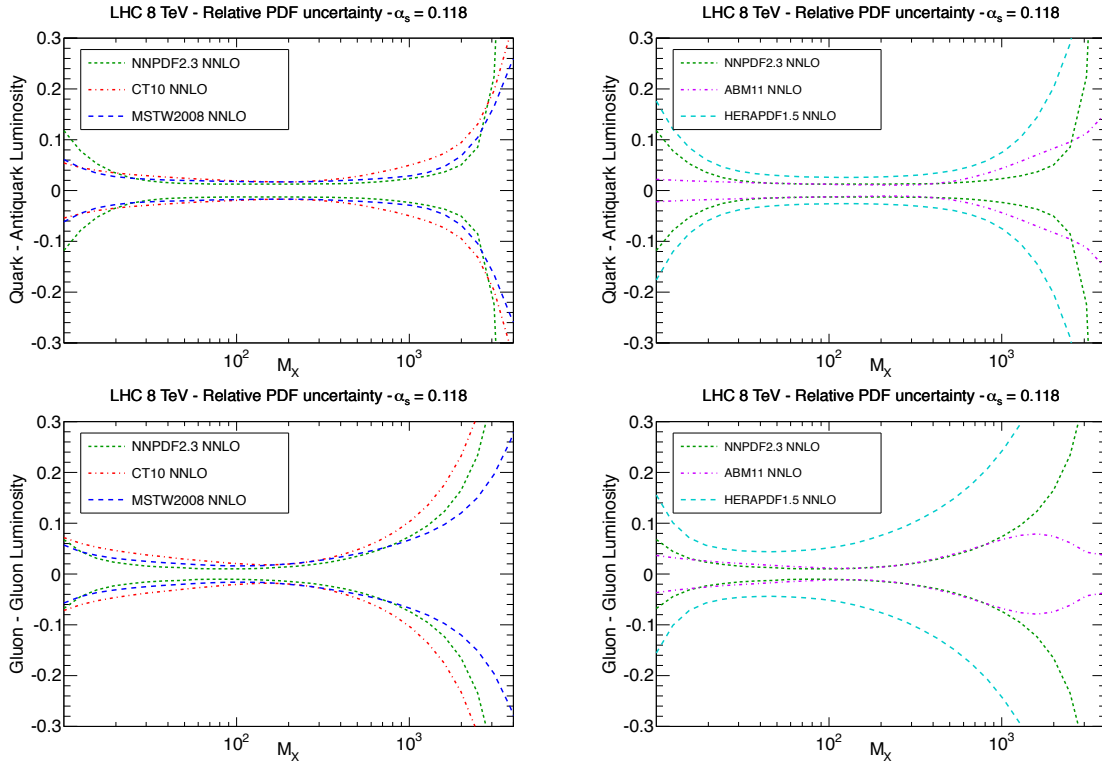 LHC 8 TeV - Relative PDF uncertainty - αs = 0.118
Quark - Antiquark Luminosity
0.3
0.2
0.1
0
-0.1
-0.2
-0.3
NNPDF2.3 NNLO
CT10 NNLO
MSTW2008 NNLO
10²
10³
MX
LHC 8 TeV - Relative PDF uncertainty - αs = 0.118
Quark - Antiquark Luminosity
0.3
0.2
0.1
0
-0.1
-0.2
-0.3
NNPDF2.3 NNLO
ABM11 NNLO
HERAPDF1.5 NNLO
10²
10³
MX
LHC 8 TeV - Relative PDF uncertainty - αs = 0.118
Gluon - Gluon Luminosity
0.3
0.2
0.1
0
-0.1
-0.2
-0.3
NNPDF2.3 NNLO
CT10 NNLO
MSTW2008 NNLO
10²
10³
MX
LHC 8 TeV - Relative PDF uncertainty - αs = 0.118
Gluon - Gluon Luminosity
0.3
0.2
0.1
0
-0.1
-0.2
-0.3
NNPDF2.3 NNLO
ABM11 NNLO
HERAPDF1.5 NNLO
10²
10³
MX